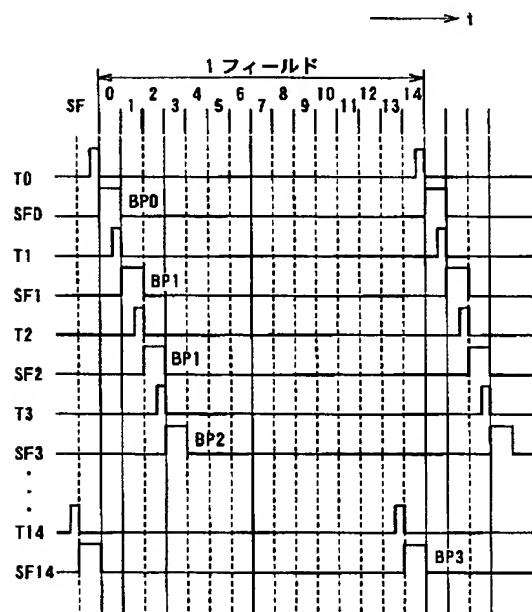 t
1フィールド
SF 0 1 2 3 4 5 6 7 8 9 10 11 12 13 14
T0
SF0 BP0
T1
SF1 BP1
T2
SF2 BP1
T3
SF3 BP2
T14
SF14 BP3